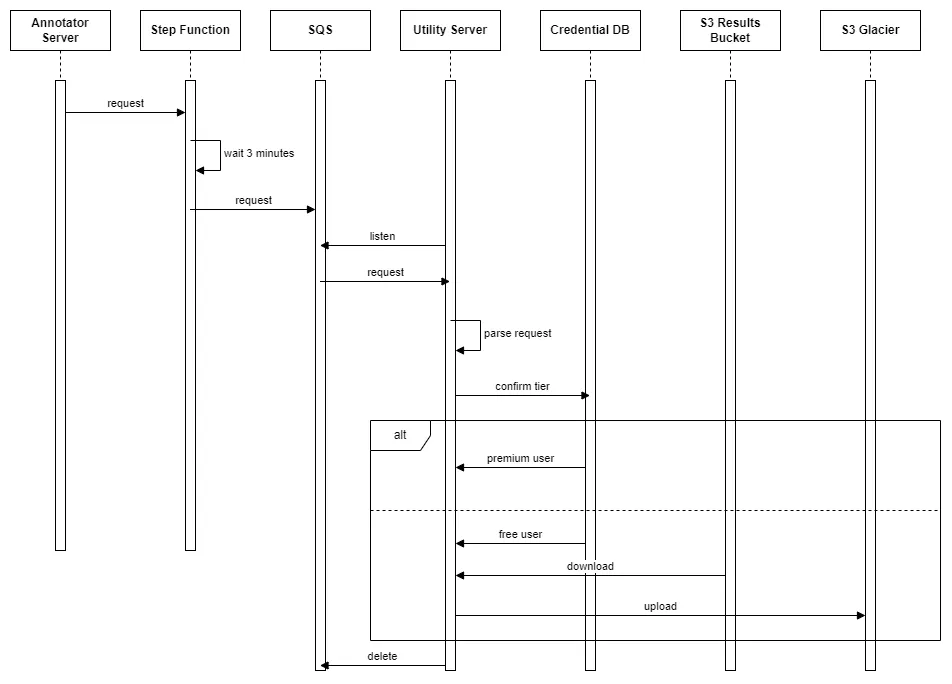 Annotator
Server
Step Function
SQS
Utility Server
Credential DB
S3 Results
Bucket
S3 Glacier
request
wait 3 minutes
request
listen
request
parse request
confirm tier
alt
premium user
free user
download
upload
delete